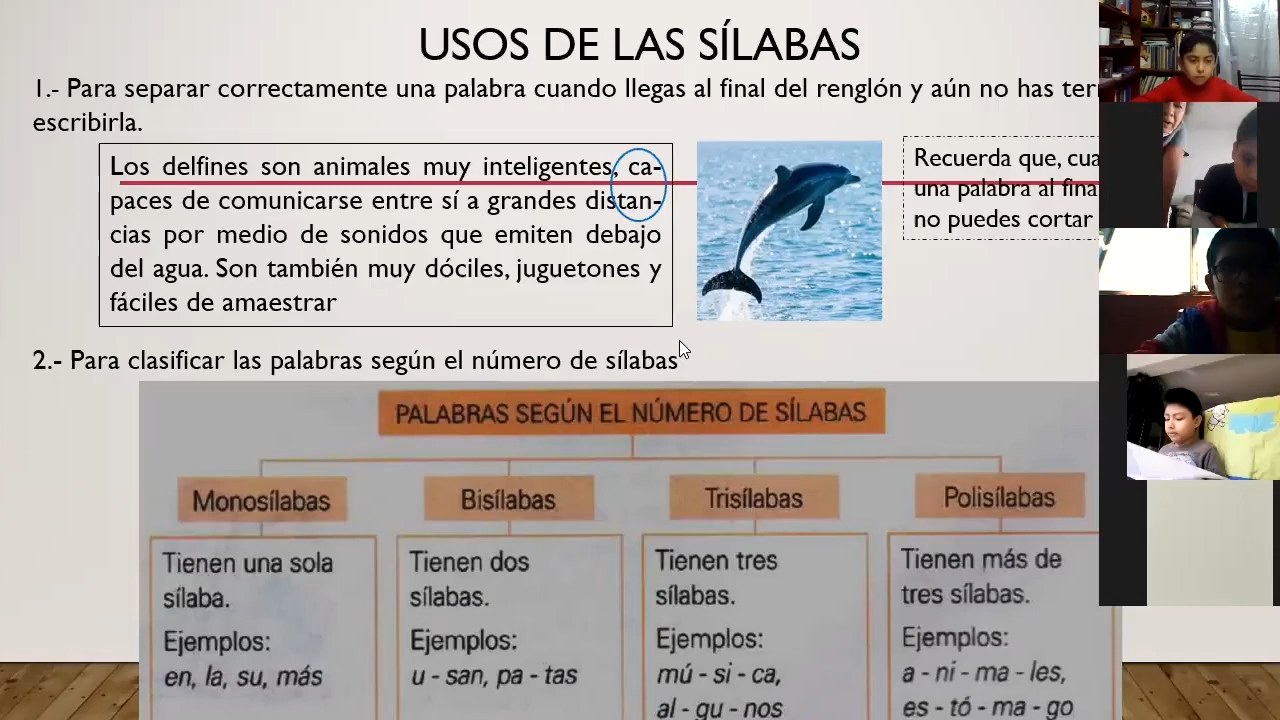 USOS DE LAS SÍLABAS
1.- Para separar correctamente una palabra cuando llegas al final del renglón y aún no has
escribirla.
Los delfines son animales muy inteligentes, ca-
paces de comunicarse entre sí a grandes distan-
cias por medio de sonidos que emiten debajo
del agua. Son también muy dóciles, juguetones y
fáciles de amaestrar
Recuerda que,
una palabra al
no puedes cortar
2.- Para clasificar las palabras según el número de sílabas
PALABRAS SEGÚN EL NÚMERO DE SÍLABAS
Monosílabas
Tienen una sola
sílaba.
Ejemplos:
en, la, su, más
Bisílabas
Tienen dos
sílabas.
Ejemplos:
u - san, pa - tas
Trisílabas
Tienen tres
sílabas.
Ejemplos:
mú - si - ca,
al - gu - nos
Polisílabas
Tienen más de
tres sílabas.
Ejemplos:
a - ni - ma - les,
es - tó - ma - go